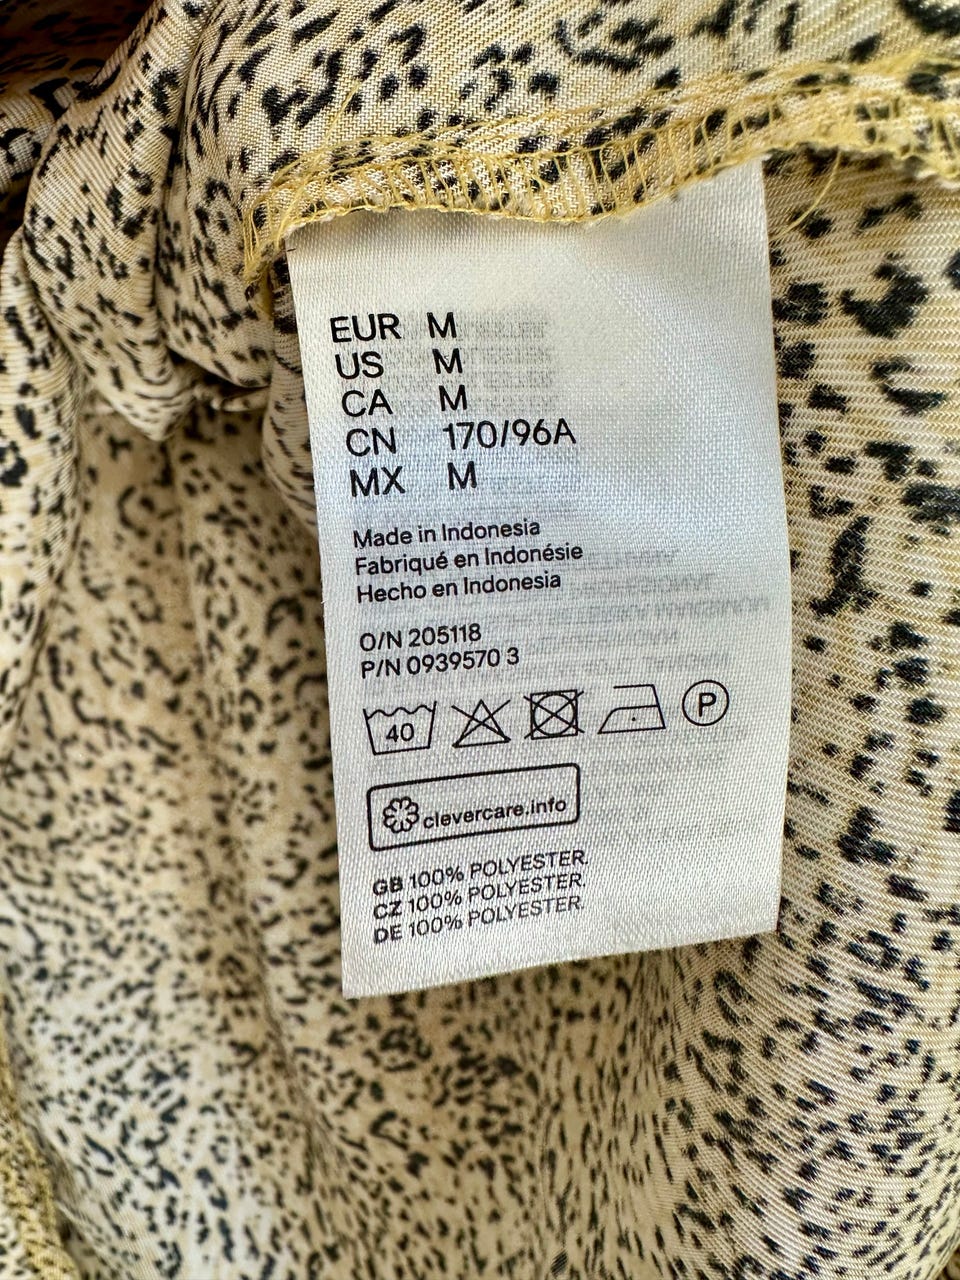 EUR M
US M
CA M
CN 170/96A
MX M
Made in Indonesia
Fabriqué en Indonésie
Hecho en Indonesia
O/N 205118
P/N 0939570 3
40
P
clevercare.info
GB 100% POLYESTER.
CZ 100% POLYESTER.
DE 100% POLYESTER.